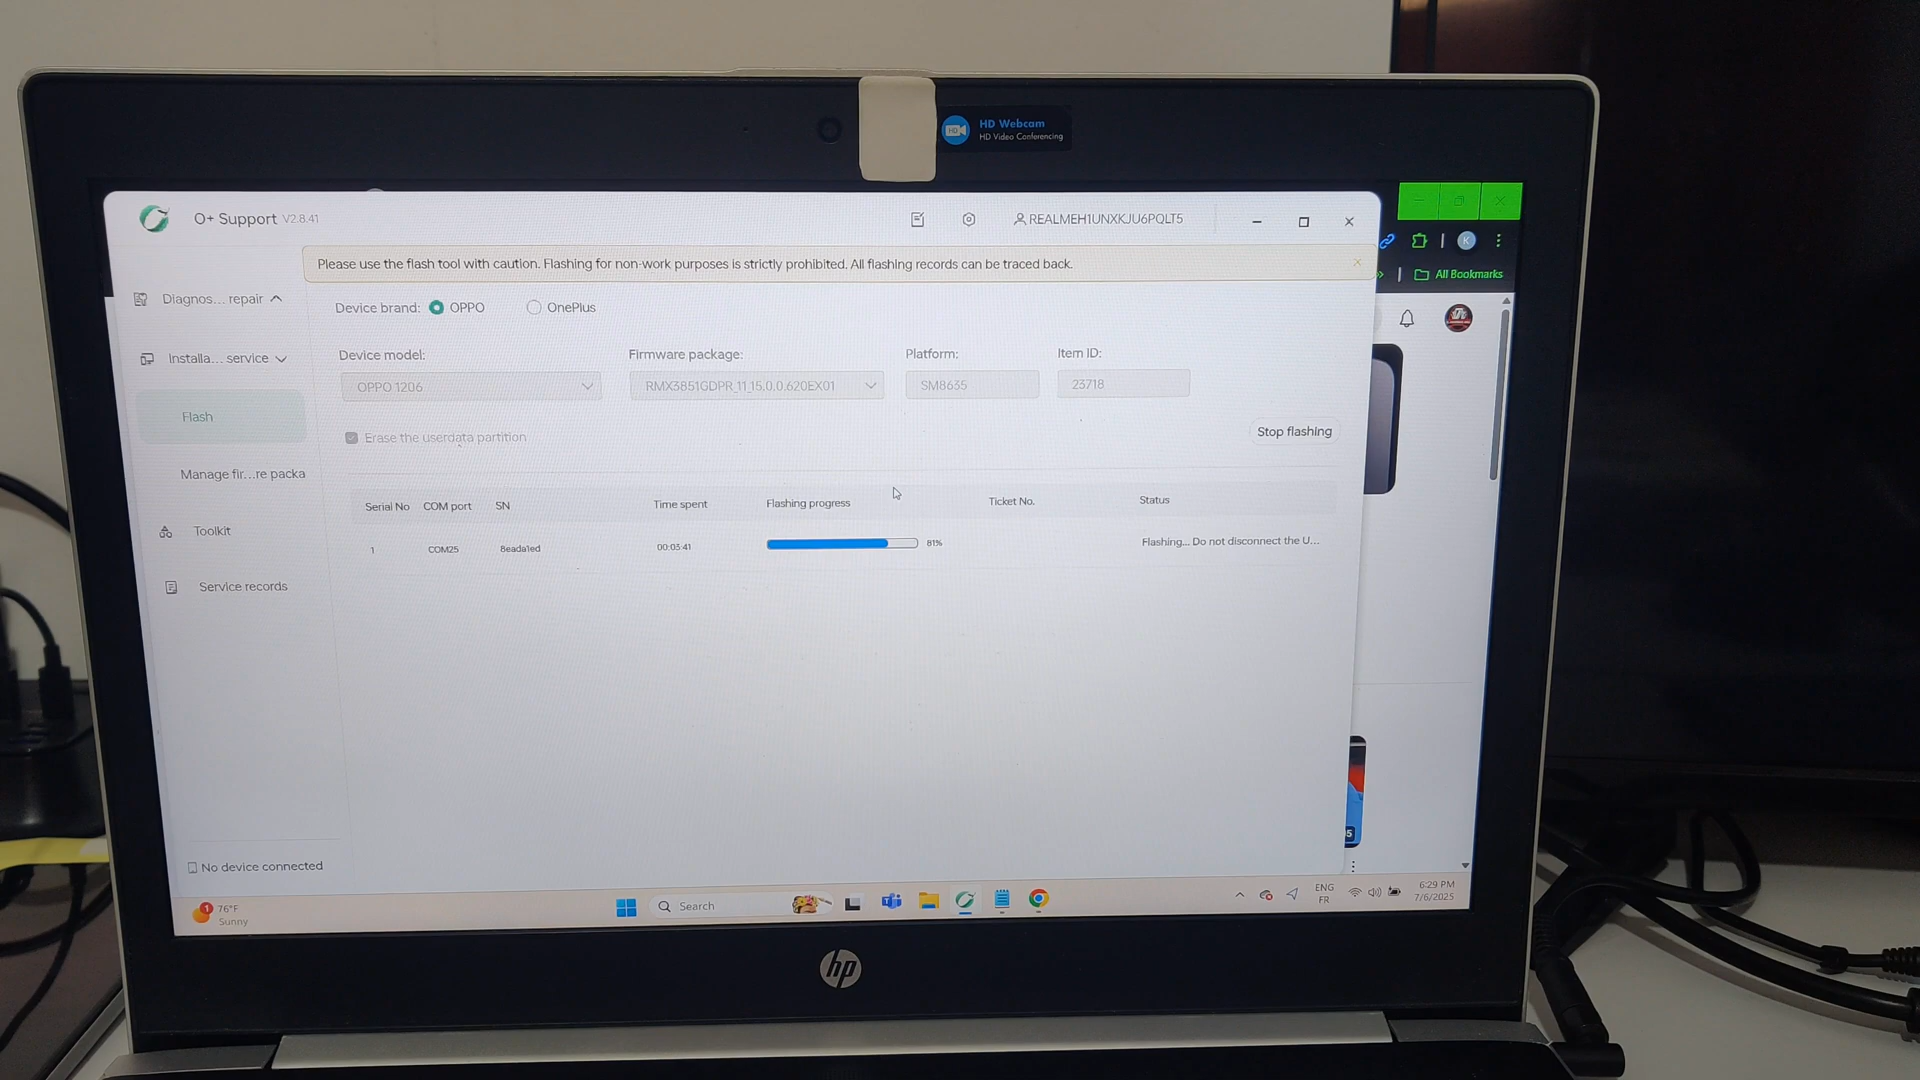 HD Webcam
HD
HD Video Conferencing
O+ Support V2.8.41
REALMEH1UNXKJU6PQLT5
K
All Bookmarks
Please use the flash tool with caution. Flashing for non-work purposes is strictly prohibited. All flashing records can be traced back.
Diagnos... repair
Device brand: OPPO OnePlus
Installa... service
Device model: Firmware package: Platform: Item ID:
OPPO 1206 RMX3851GDPR_11_15.0.0.620EX01 SM8635 23718
Flash
Erase the userdata partition
Stop flashing
Manage fir...re packa
Serial No COM port SN Time spent Flashing progress Ticket No. Status
1 COM25 8eada1ed 00:03:41 81% Flashing... Do not disconnect the U...
Toolkit
Service records
5
No device connected
1
76°F
Sunny
Search
ENG
FR
6:29 PM
7/6/2025
hp